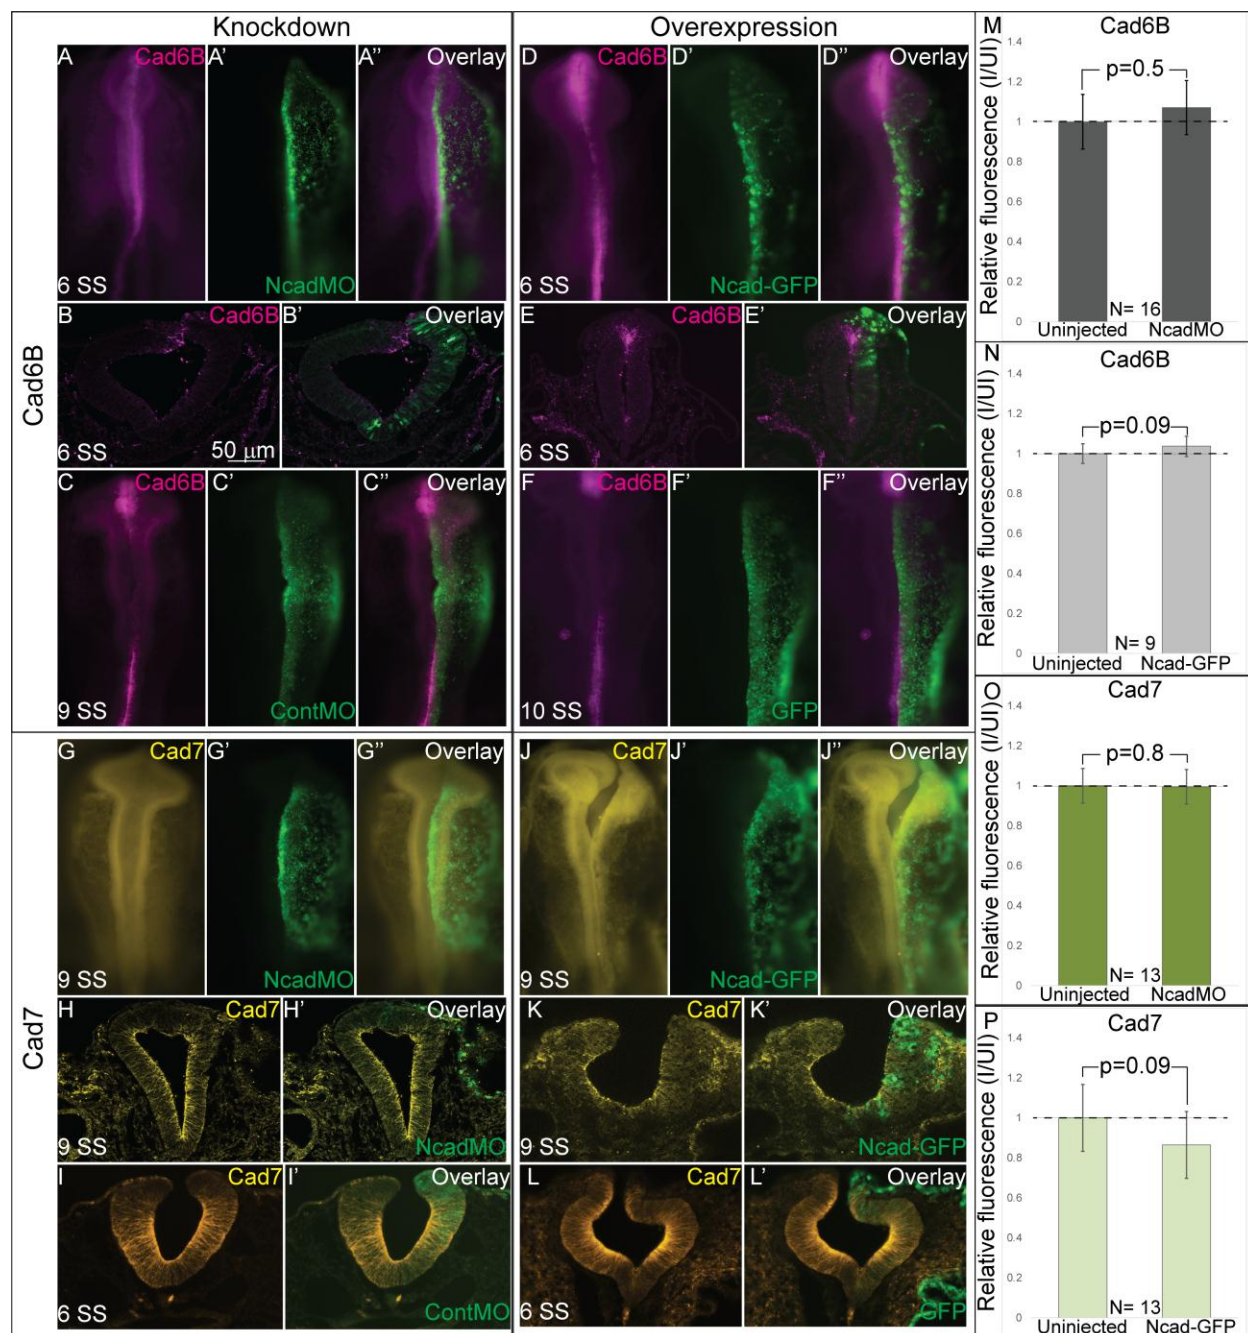 Knockdown
Overexpression
A Cad6B A' A'' Overlay
D Cad6B D' D'' Overlay
6 SS NcadMO
6 SS Ncad-GFP
B Cad6B B' Overlay
E Cad6B E' Overlay
6 SS 50 µm
6 SS
Cad6B
C Cad6B C' C'' Overlay
F Cad6B F' F'' Overlay
9 SS ContMO
10 SS GFP
G Cad7 G' G'' Overlay
J Cad7 J' J'' Overlay
9 SS NcadMO
9 SS Ncad-GFP
Cad7
H Cad7 H' Overlay
K Cad7 K' Overlay
9 SS NcadMO
9 SS Ncad-GFP
I Cad7 I' Overlay
L Cad7 L' Overlay
6 SS ContMO
6 SS GFP
M Cad6B
Relative fluorescence (I/UI)
1.4
1.2
1
0.8
0.6
0.4
0.2
0
p=0.5
N= 16
Uninjected NcadMO
N Cad6B
Relative fluorescence (I/UI)
1.4
1.2
1
0.8
0.6
0.4
0.2
0
p=0.09
N= 9
Uninjected Ncad-GFP
O Cad7
Relative fluorescence (I/UI)
1.4
1.2
1
0.8
0.6
0.4
0.2
0
p=0.8
N= 13
Uninjected NcadMO
P Cad7
Relative fluorescence (I/UI)
1.4
1.2
1
0.8
0.6
0.4
0.2
0
p=0.09
N= 13
Uninjected Ncad-GFP